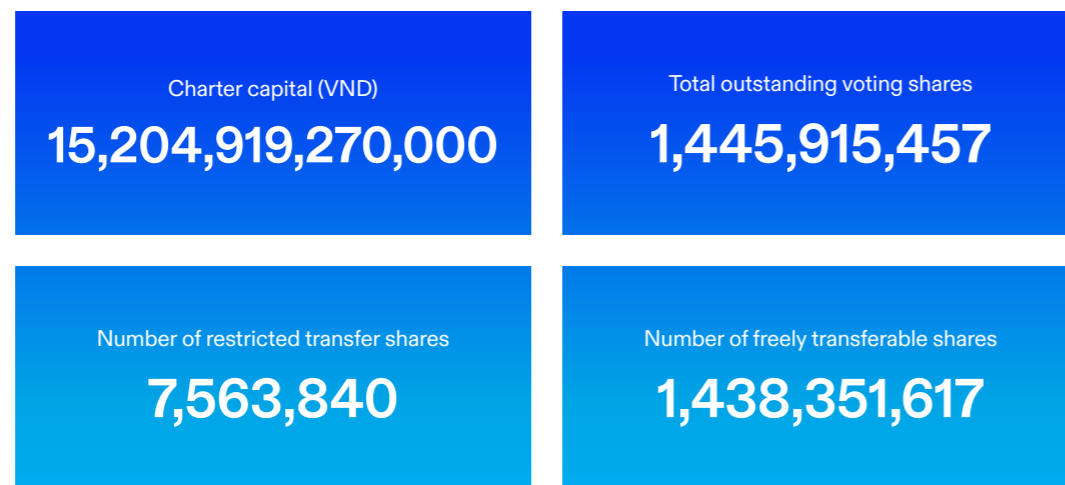 Charter capital (VND)
15,204,919,270,000
Total outstanding voting shares
1,445,915,457
Number of restricted transfer shares
7,563,840
Number of freely transferable shares
1,438,351,617